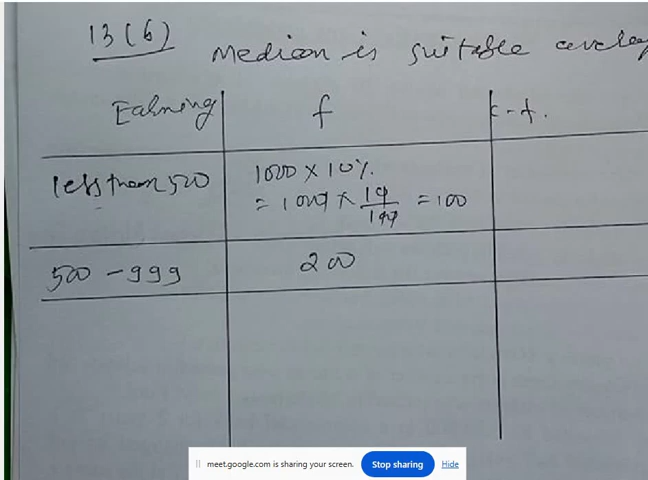 13(6) Median is suitable
Earning f c.f.
less than 500 1000 × 10%
= 1000 × 10/100 = 100
500 - 999 200
meet.google.com is sharing your screen. Stop sharing Hide